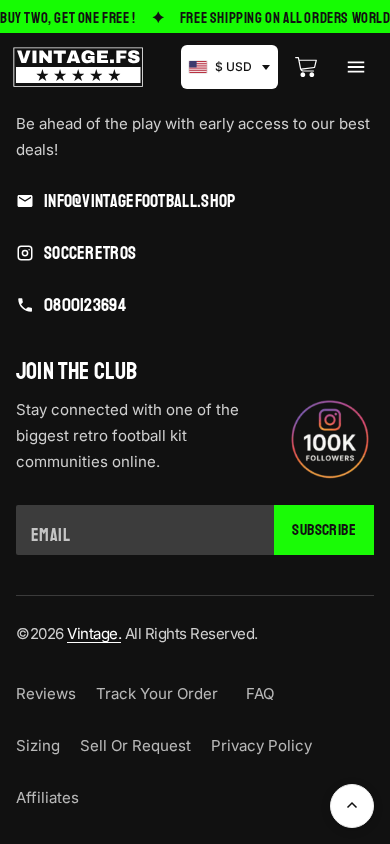 BUY TWO, GET ONE FREE! ✦ FREE SHIPPING ON ALL ORDERS WORLD
VINTAGE.FS
★★★★★
$ USD
Be ahead of the play with early access to our best
deals!
INFO@VINTAGEFOOTBALL.SHOP
SOCCERETROS
0800123694
JOIN THE CLUB
Stay connected with one of the
biggest retro football kit
communities online.
100K
FOLLOWERS
EMAIL
SUBSCRIBE
©2026 Vintage. All Rights Reserved.
Reviews Track Your Order FAQ
Sizing Sell Or Request Privacy Policy
Affiliates